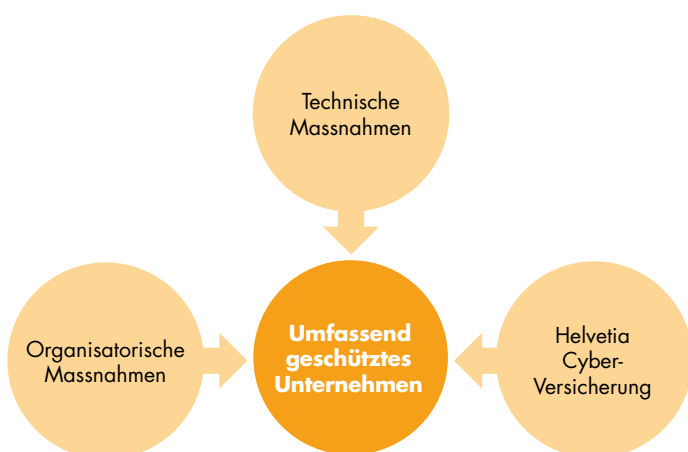 Technische
Massnahmen
Organisatorische
Massnahmen
Umfassend
geschütztes
Unternehmen
Helvetia
Cyber-
Versicherung